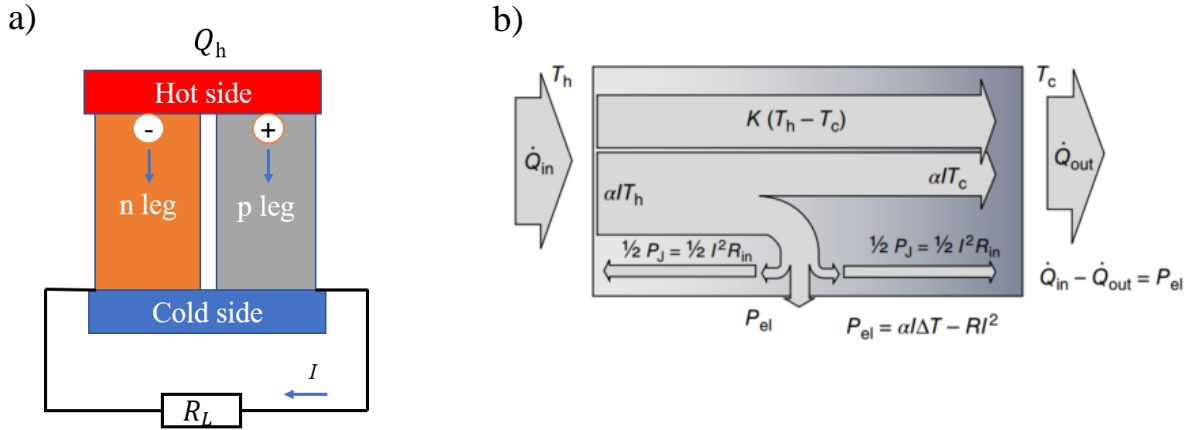 a)
Q_h
Hot side
- +
n leg p leg
Cold side
I
R_L
b)
T_h T_c
K (T_h – T_c)
Q̇_in Q̇_out
αIT_h αIT_c
½ P_J = ½ I²R_in ½ P_J = ½ I²R_in
Q̇_in – Q̇_out = P_el
P_el P_el = αIΔT – RI²